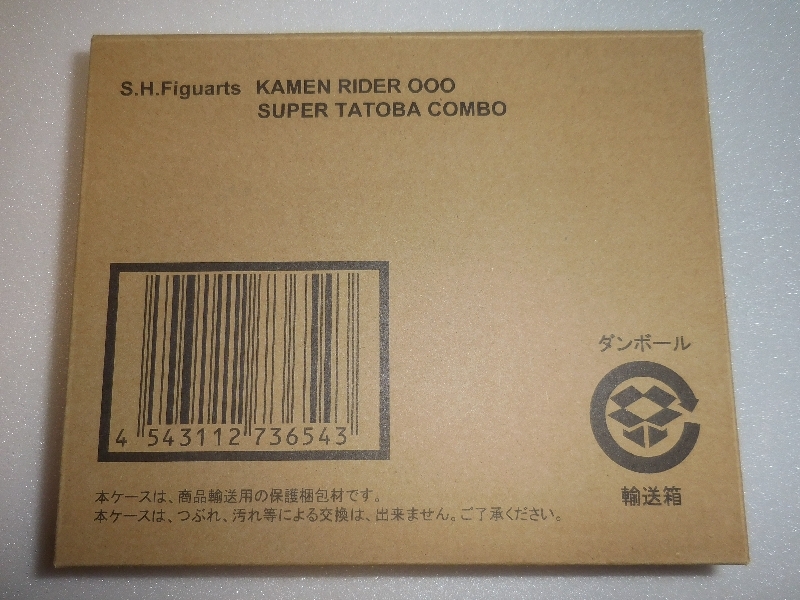 S.H.Figuarts KAMEN RIDER OOO
SUPER TATOBA COMBO
ダンボール
4 543112 736543
輸送箱
本ケースは、商品輸送用の保護梱包材です。
本ケースは、つぶれ、汚れ等による交換は、出来ません。ご了承ください。